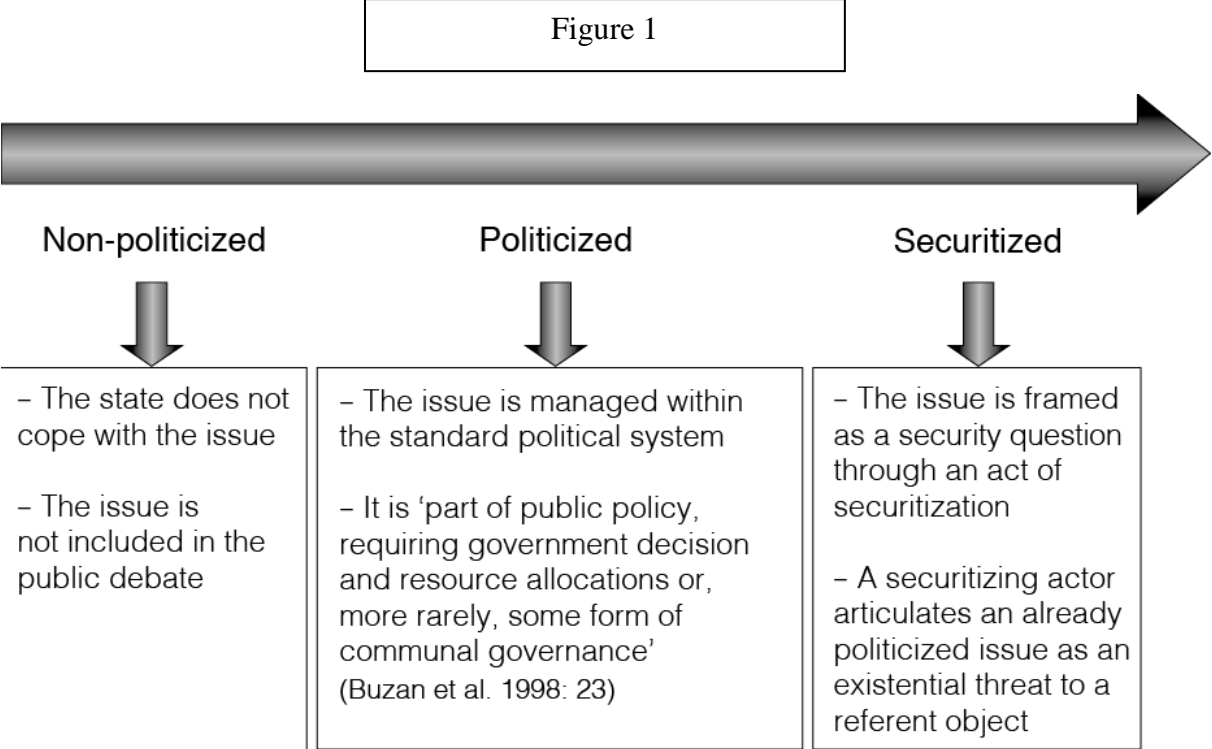 Figure 1
Non-politicized
Politicized
Securitized
– The state does not
cope with the issue
– The issue is
not included in the
public debate
– The issue is managed within
the standard political system
– It is ‘part of public policy,
requiring government decision
and resource allocations or,
more rarely, some form of
communal governance’
(Buzan et al. 1998: 23)
– The issue is framed
as a security question
through an act of
securitization
– A securitizing actor
articulates an already
politicized issue as an
existential threat to a
referent object